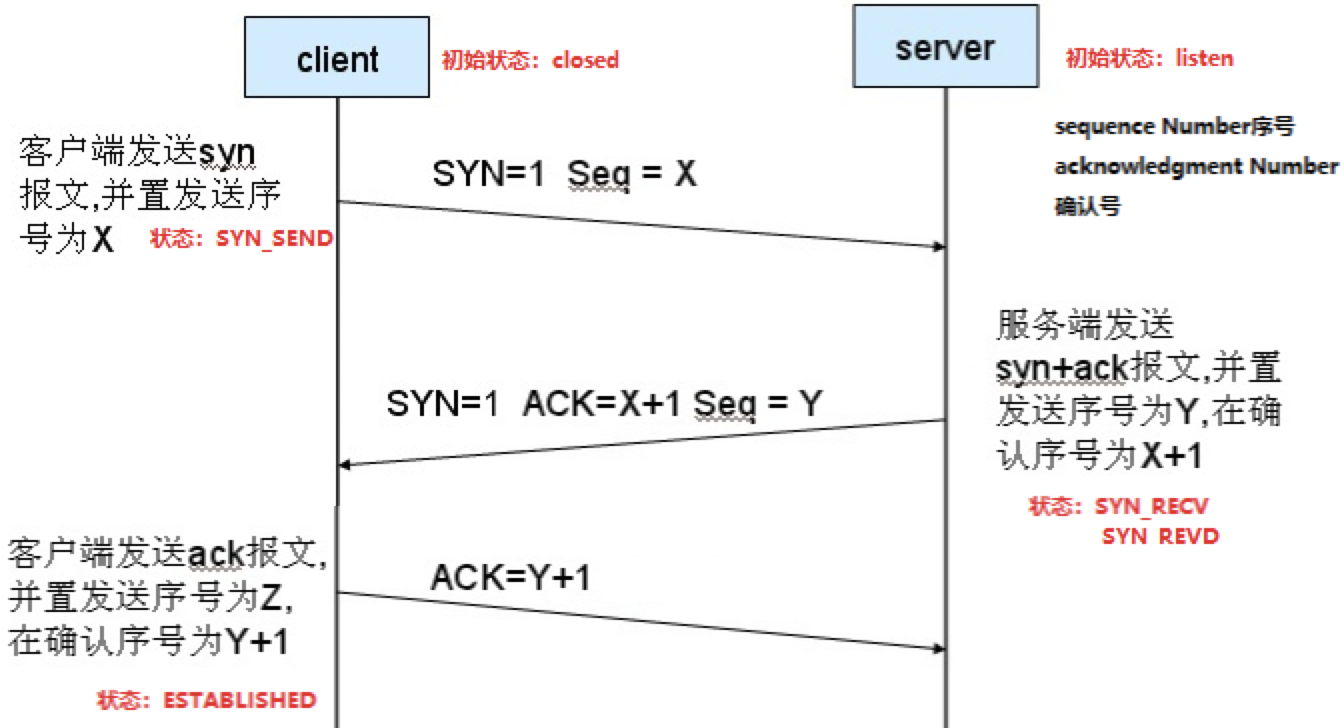 client
初始状态：closed
server
初始状态：listen
sequence Number序号
acknowledgment Number
确认号
客户端发送syn
报文,并置发送序
号为X
状态：SYN_SEND
SYN=1 Seq = X
服务端发送
syn+ack报文,并置
发送序号为Y,在确
认序号为X+1
状态：SYN_RECV
SYN_REVD
SYN=1 ACK=X+1 Seq = Y
客户端发送ack报文,
并置发送序号为Z,
在确认序号为Y+1
状态：ESTABLISHED
ACK=Y+1